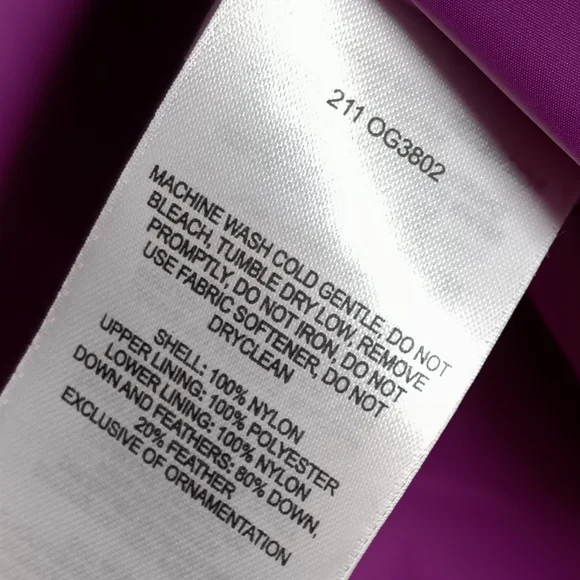 211 OG3802
MACHINE WASH COLD GENTLE, DO NOT
BLEACH, TUMBLE DRY LOW, REMOVE
PROMPTLY, DO NOT IRON, DO NOT
USE FABRIC SOFTENER, DO NOT
DRYCLEAN
SHELL: 100% NYLON
UPPER LINING: 100% POLYESTER
LOWER LINING: 100% NYLON
DOWN AND FEATHERS: 80% DOWN,
20% FEATHER
EXCLUSIVE OF ORNAMENTATION